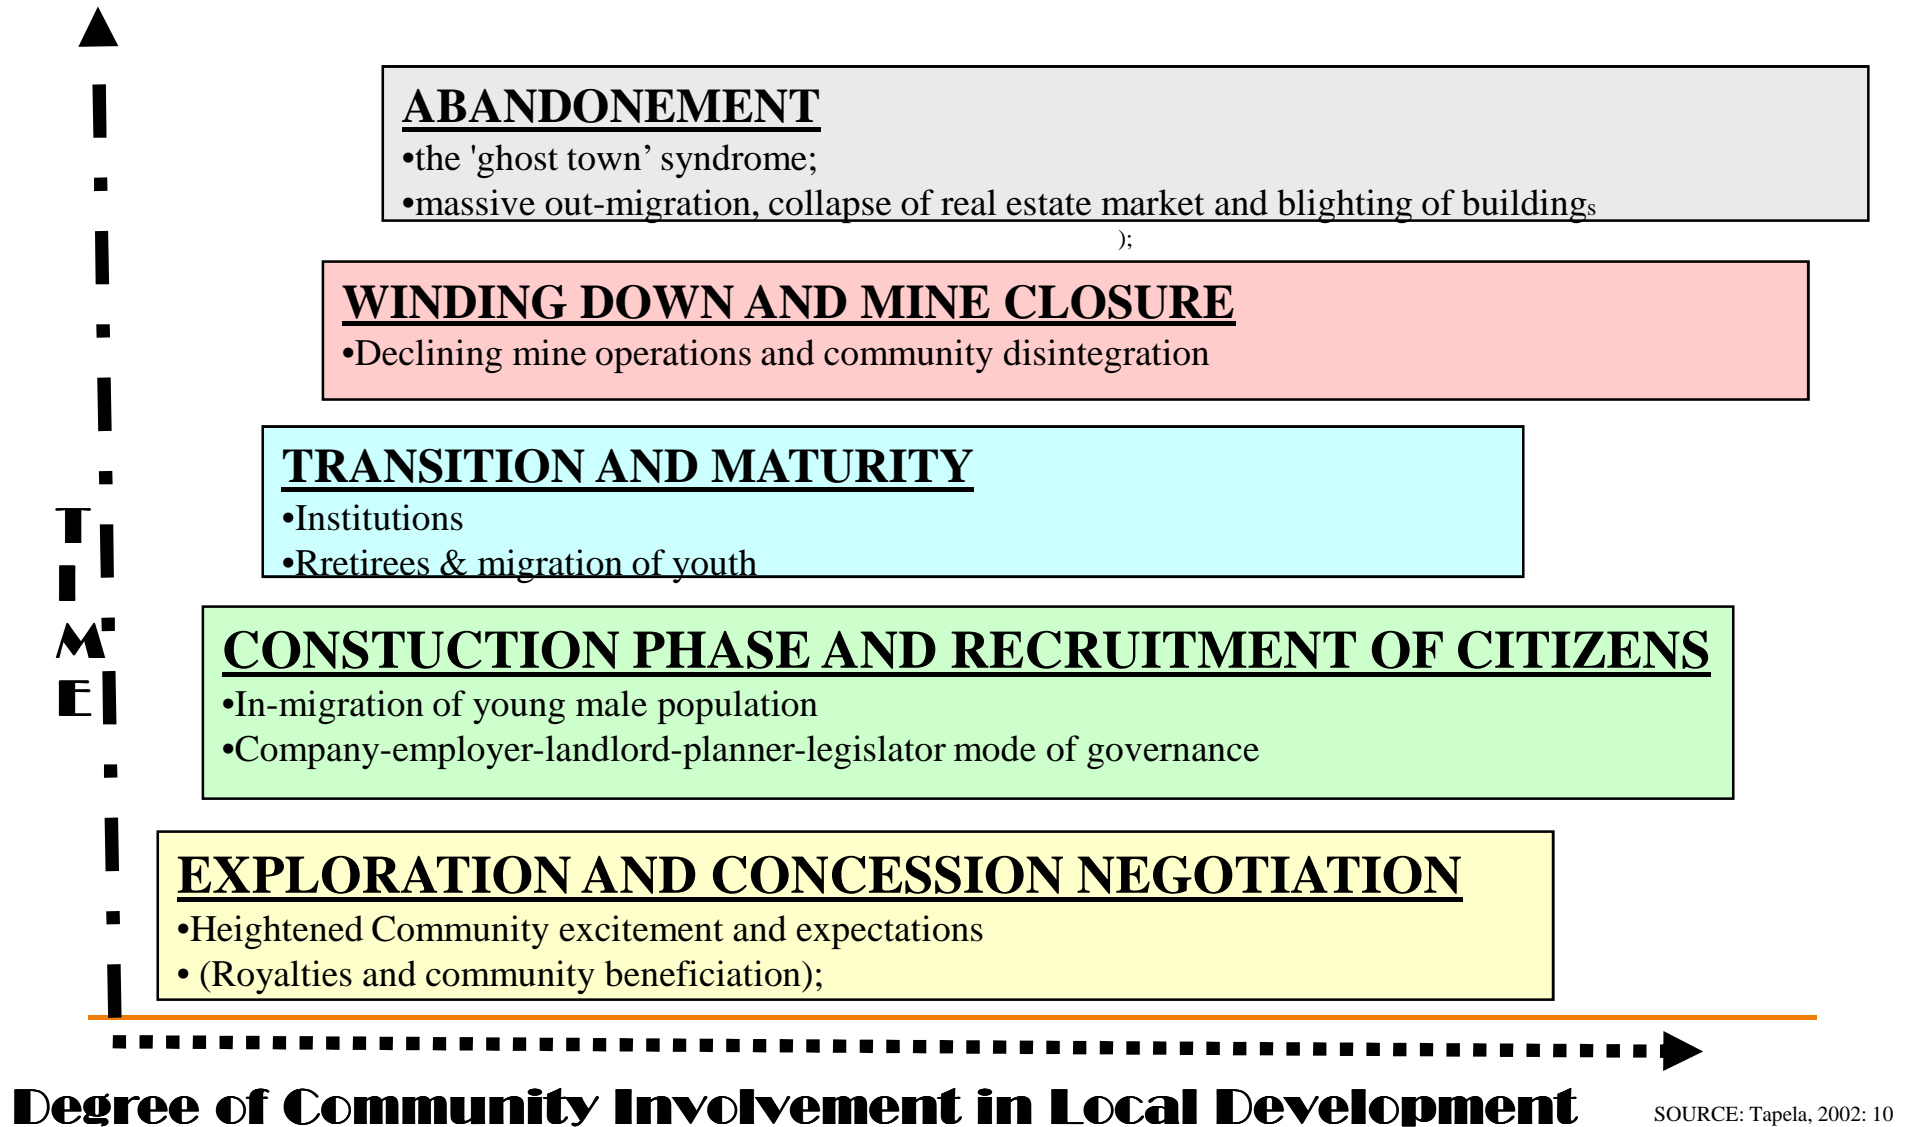 ABANDONEMENT
•the 'ghost town’ syndrome;
•massive out-migration, collapse of real estate market and blighting of buildings
);
WINDING DOWN AND MINE CLOSURE
•Declining mine operations and community disintegration
TRANSITION AND MATURITY
•Institutions
•Rretirees & migration of youth
TIME
CONSTUCTION PHASE AND RECRUITMENT OF CITIZENS
•In-migration of young male population
•Company-employer-landlord-planner-legislator mode of governance
EXPLORATION AND CONCESSION NEGOTIATION
•Heightened Community excitement and expectations
• (Royalties and community beneficiation);
Degree of Community Involvement in Local Development
SOURCE: Tapela, 2002: 10